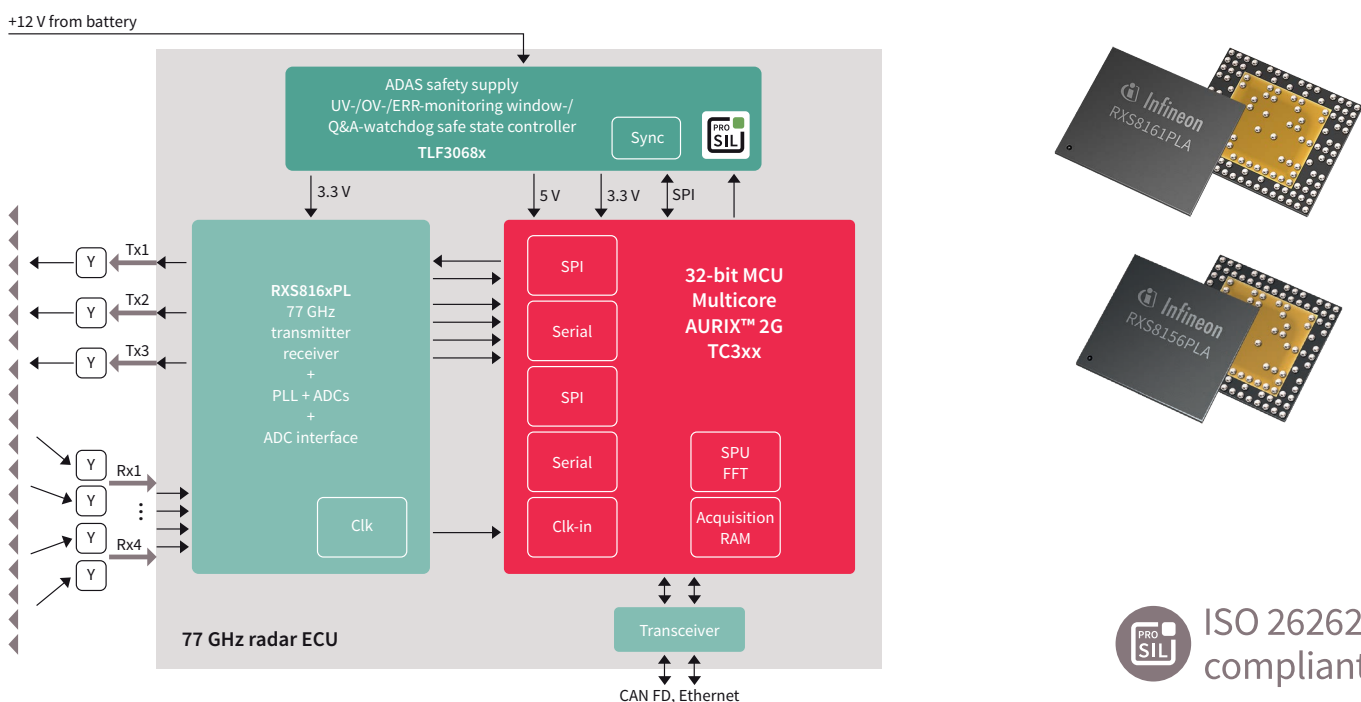 +12 V from battery
ADAS safety supply
UV-/OV-/ERR-monitoring window-/
Q&A-watchdog safe state controller
TLF3068x
Sync
PRO
SIL
3.3 V
5 V
3.3 V
SPI
Y
Tx1
Y
Tx2
Y
Tx3
RXS816xPL
77 GHz
transmitter
receiver
+
PLL + ADCs
+
ADC interface
Clk
Y
Rx1
Y
Y
Rx4
Y
SPI
Serial
SPI
Serial
Clk-in
32-bit MCU
Multicore
AURIX™ 2G
TC3xx
SPU
FFT
Acquisition
RAM
77 GHz radar ECU
Transceiver
CAN FD, Ethernet
Infineon
RXS8161PLA
Infineon
RXS8156PLA
PRO
SIL
ISO 26262
compliant